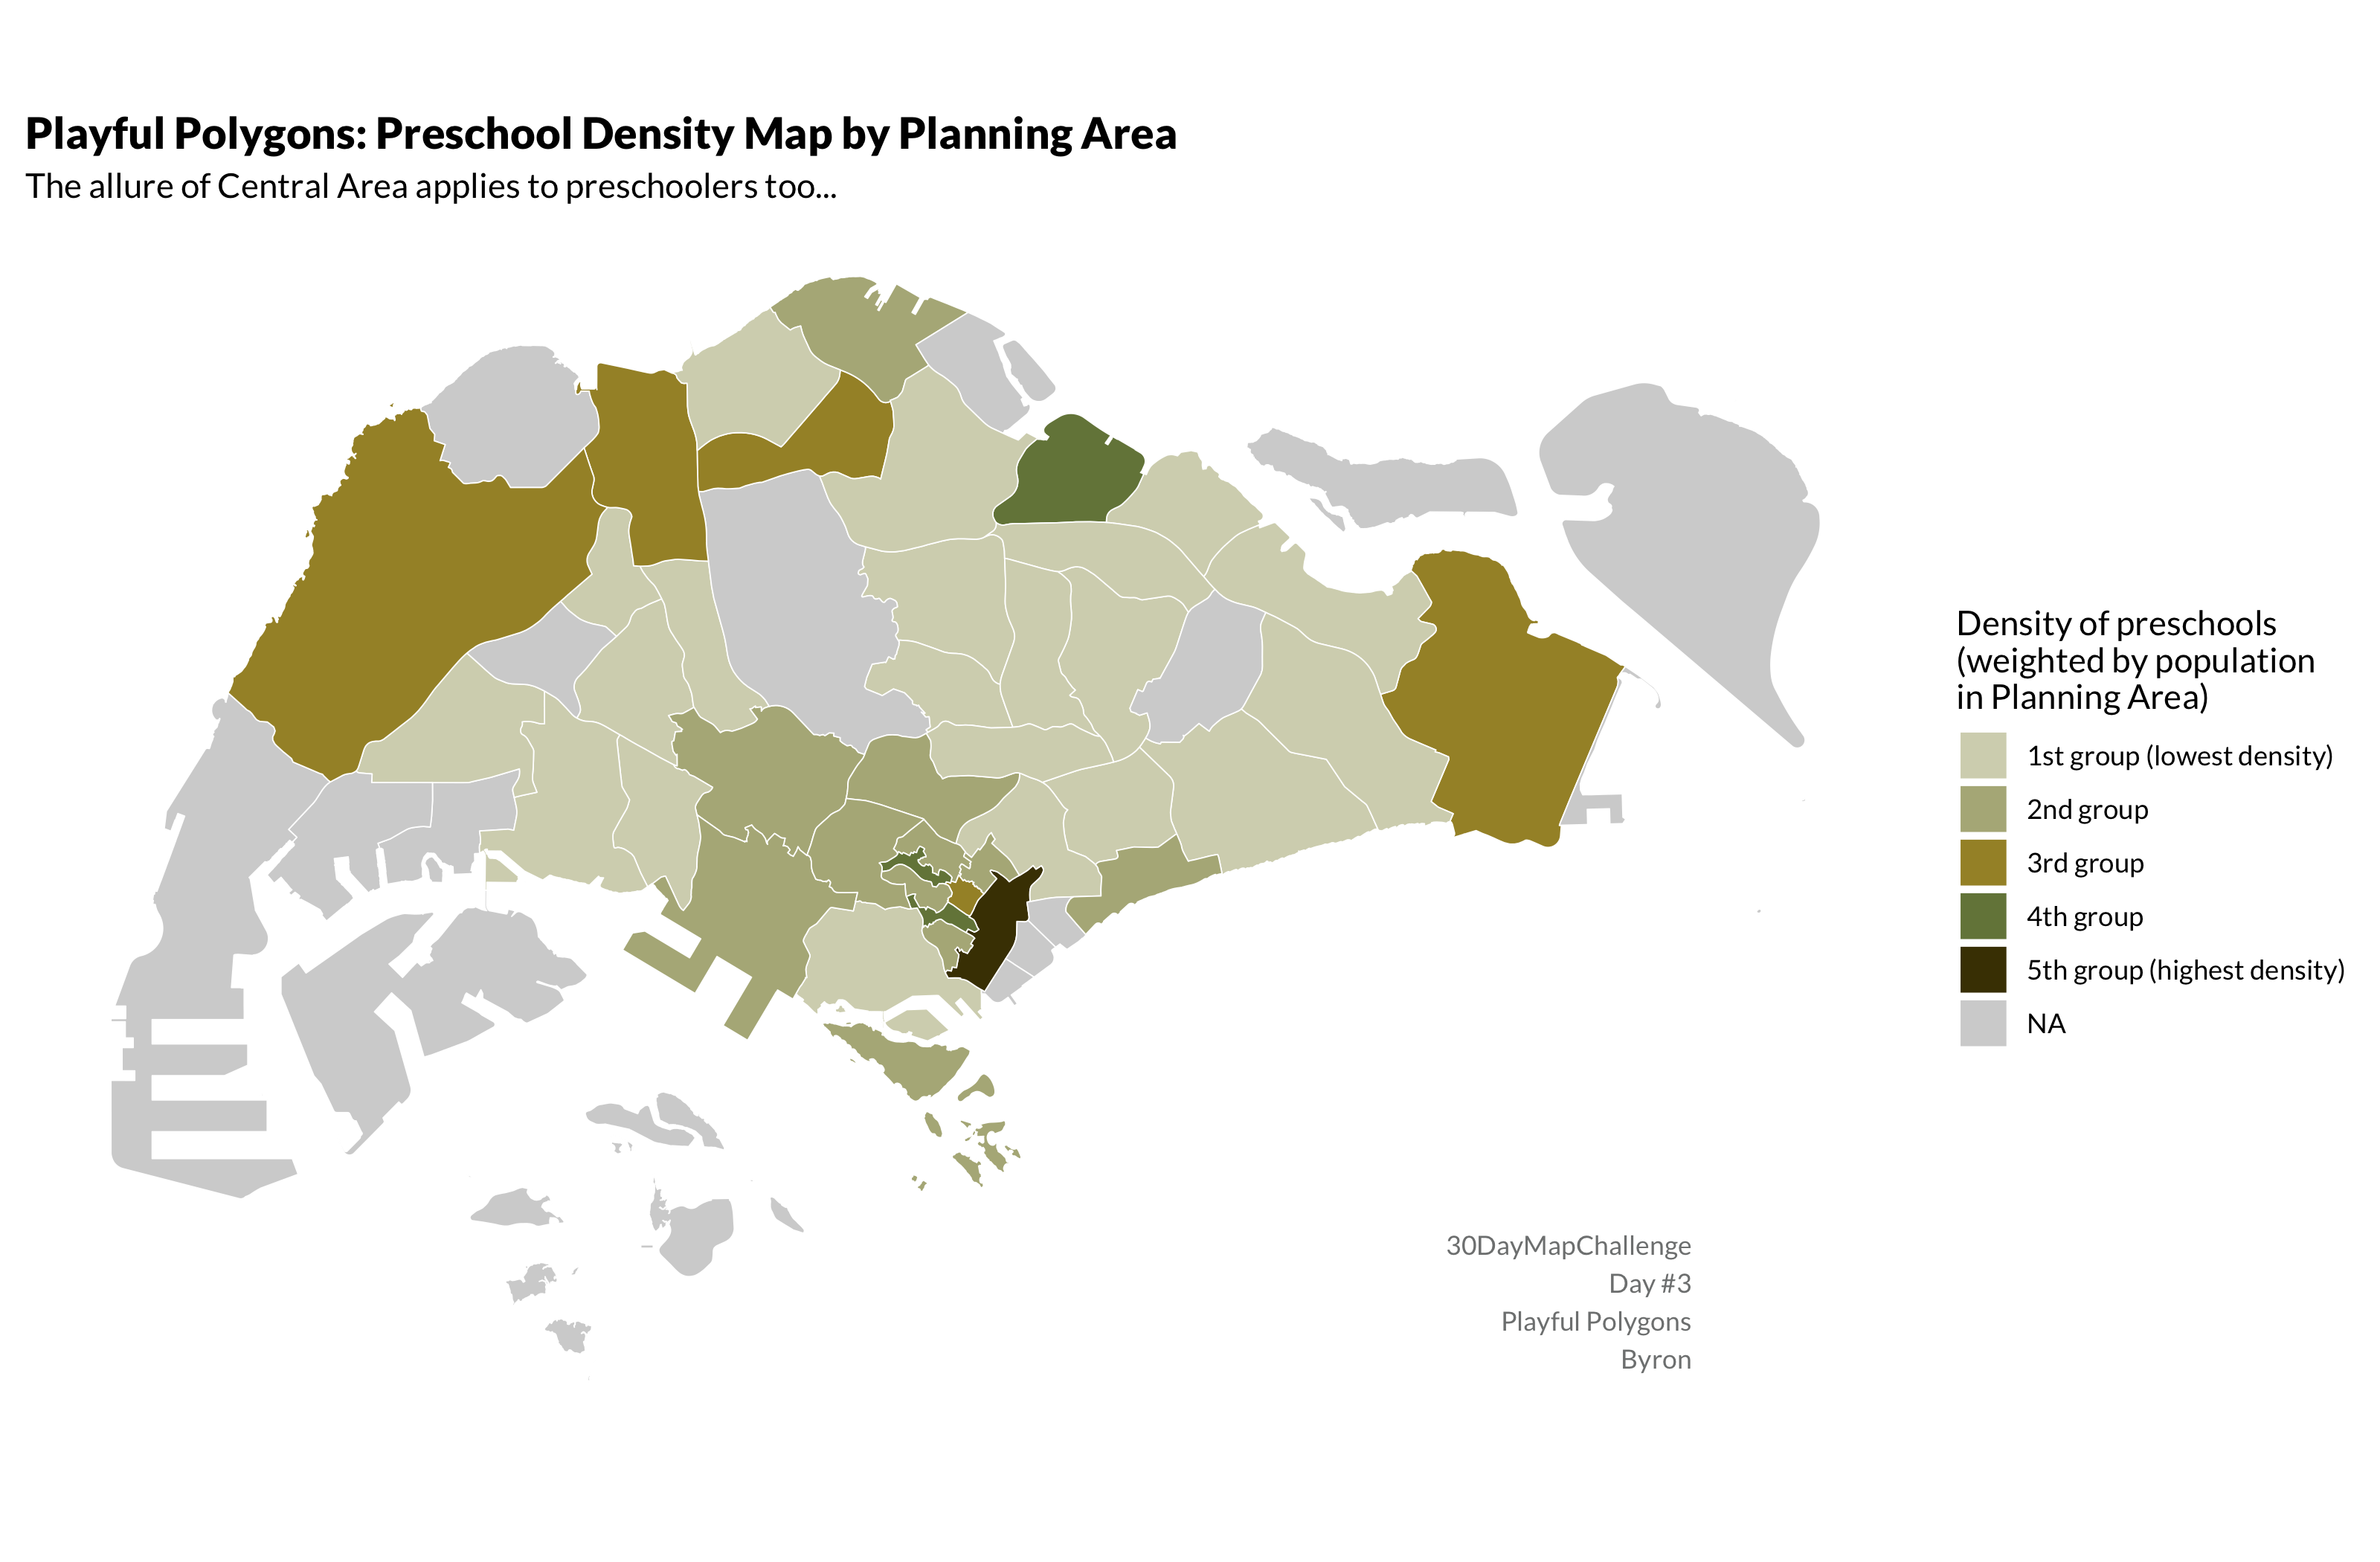 Playful Polygons: Preschool Density Map by Planning Area
The allure of Central Area applies to preschoolers too...
Density of preschools
(weighted by population
in Planning Area)
1st group (lowest density)
2nd group
3rd group
4th group
5th group (highest density)
NA
30DayMapChallenge
Day #3
Playful Polygons
Byron